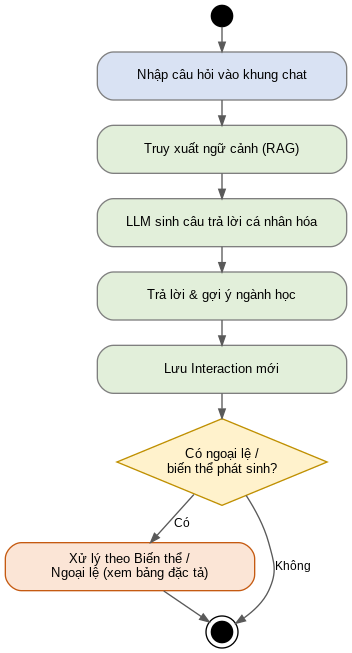 Nhập câu hỏi vào khung chat
Truy xuất ngữ cảnh (RAG)
LLM sinh câu trả lời cá nhân hóa
Trả lời & gợi ý ngành học
Lưu Interaction mới
Có ngoại lệ /
biến thể phát sinh?
Có
Xử lý theo Biến thể /
Ngoại lệ (xem bảng đặc tả)
Không